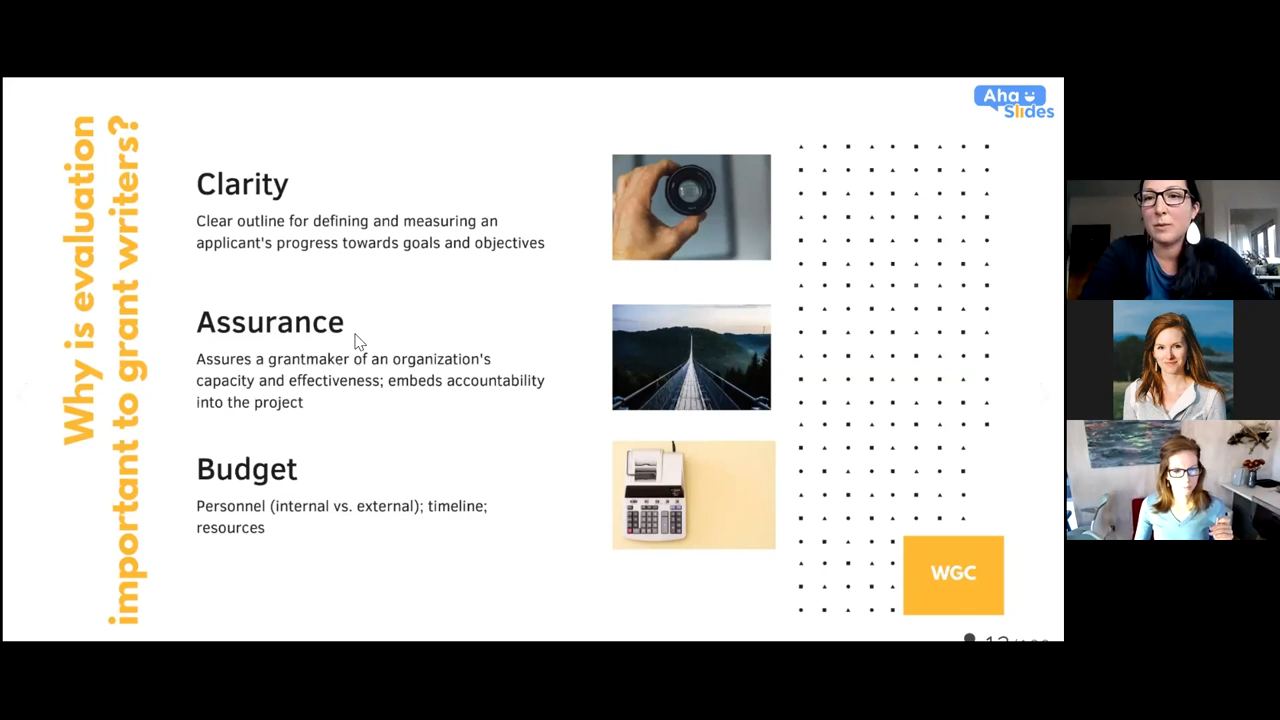 Why is evaluation
important to grant writers?
Aha
Slides
Clarity
Clear outline for defining and measuring an
applicant's progress towards goals and objectives
Assurance
Assures a grantmaker of an organization's
capacity and effectiveness; embeds accountability
into the project
Budget
Personnel (internal vs. external); timeline;
resources
WGC